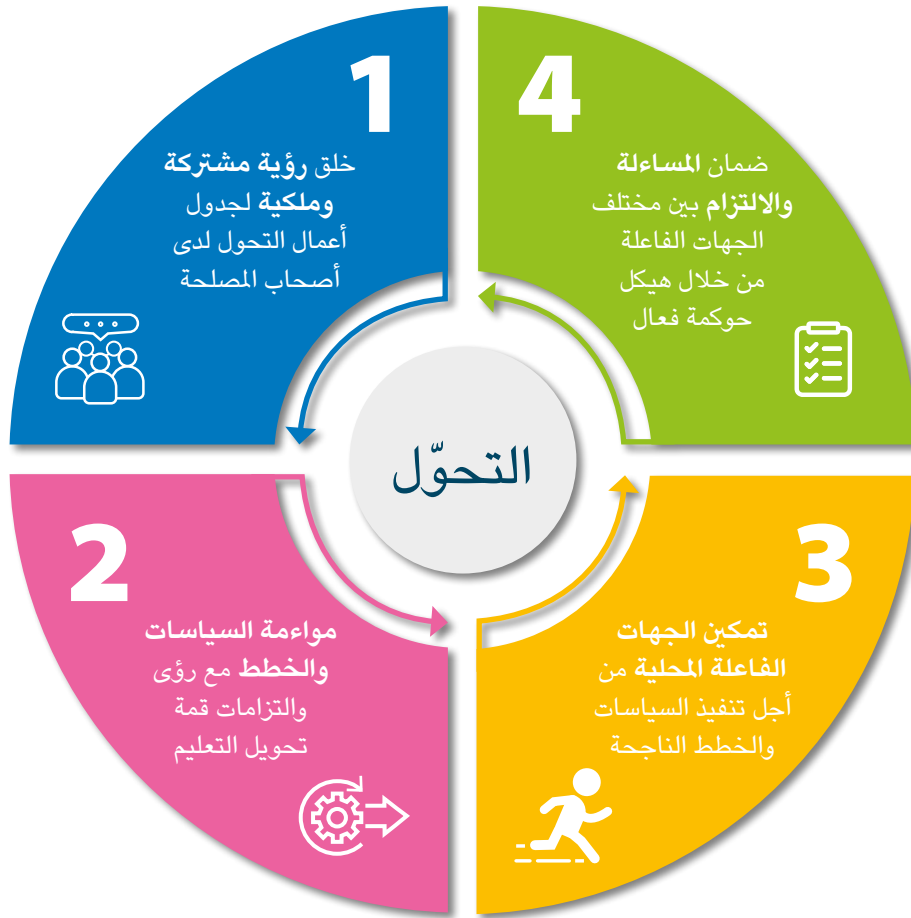 1
خلق رؤية مشتركة
وملكية لجدول
أعمال التحول لدى
أصحاب المصلحة
2
مواءمة السياسات
والخطط مع رؤى
والتزامات قمة
تحويل التعليم
3
تمكين الجهات
الفاعلة المحلية من
أجل تنفيذ السياسات
والخطط الناجحة
4
ضمان المساءلة
والالتزام بين مختلف
الجهات الفاعلة
من خلال هيكل
حوكمة فعال
التحوّل